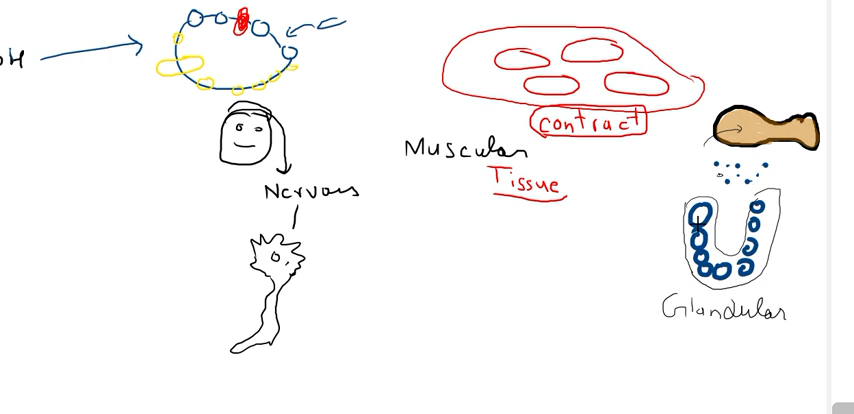 contract
Muscular
Tissue
Nervous
Glandular